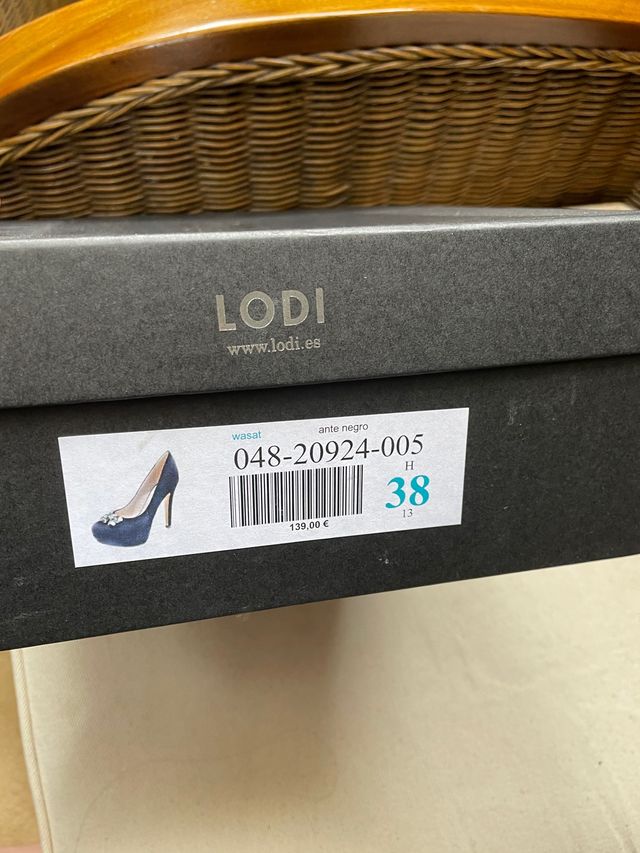 LODI
www.lodi.es
wasat ante negro
048-20924-005
H
38
13
139,00 €